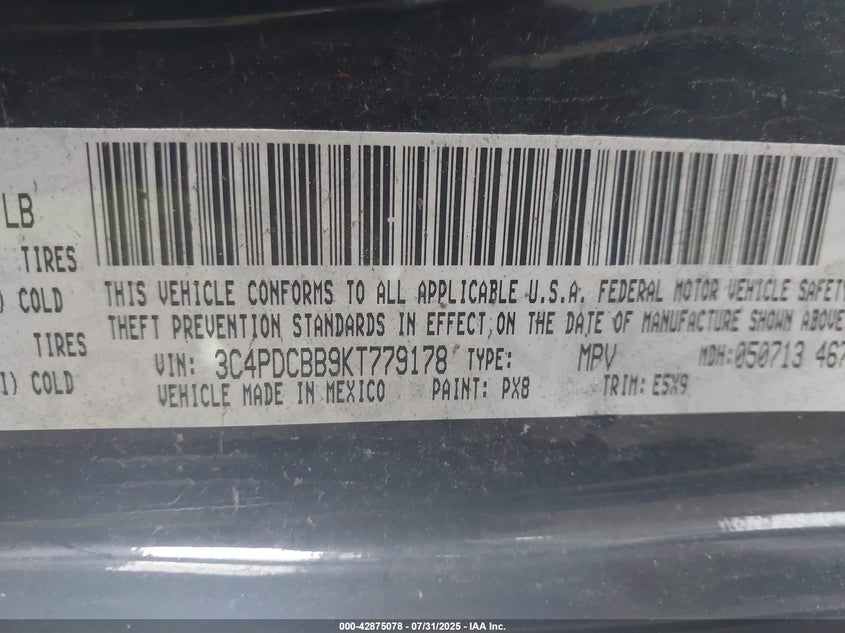 LB
TIRES
) COLD
TIRES
I) COLD
THIS VEHICLE CONFORMS TO ALL APPLICABLE U.S.A. FEDERAL MOTOR VEHICLE SAFETY
THEFT PREVENTION STANDARDS IN EFFECT ON THE DATE OF MANUFACTURE SHOWN ABOVE
VIN: 3C4PDCBB9KT779178 TYPE: MPV MDH:050713 467
VEHICLE MADE IN MEXICO PAINT: PX8 TRIM: E5X9
000-42875078 - 07/31/2025 - IAA Inc.